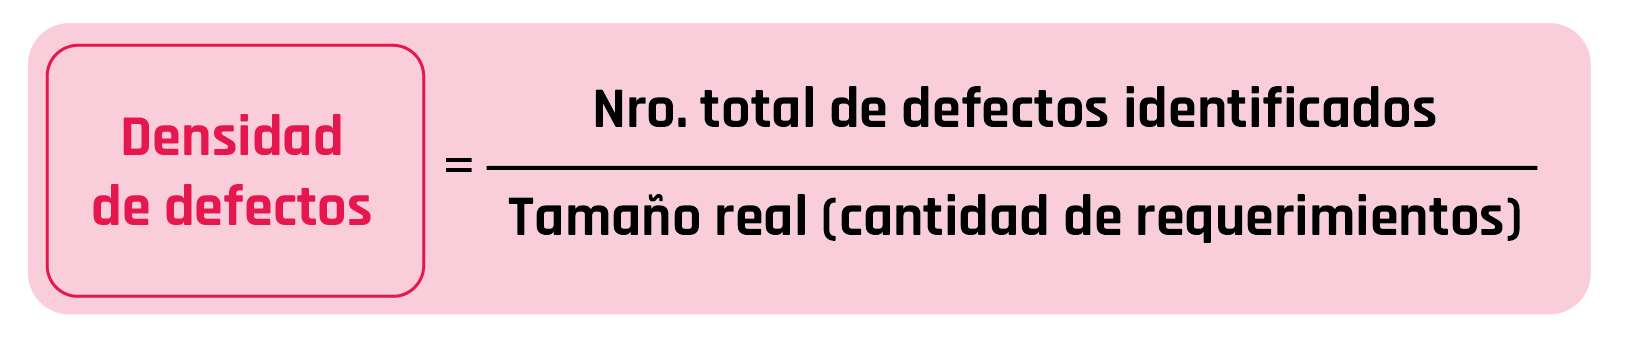 Densidad
de defectos
=
Nro. total de defectos identificados
Tamaño real (cantidad de requerimientos)